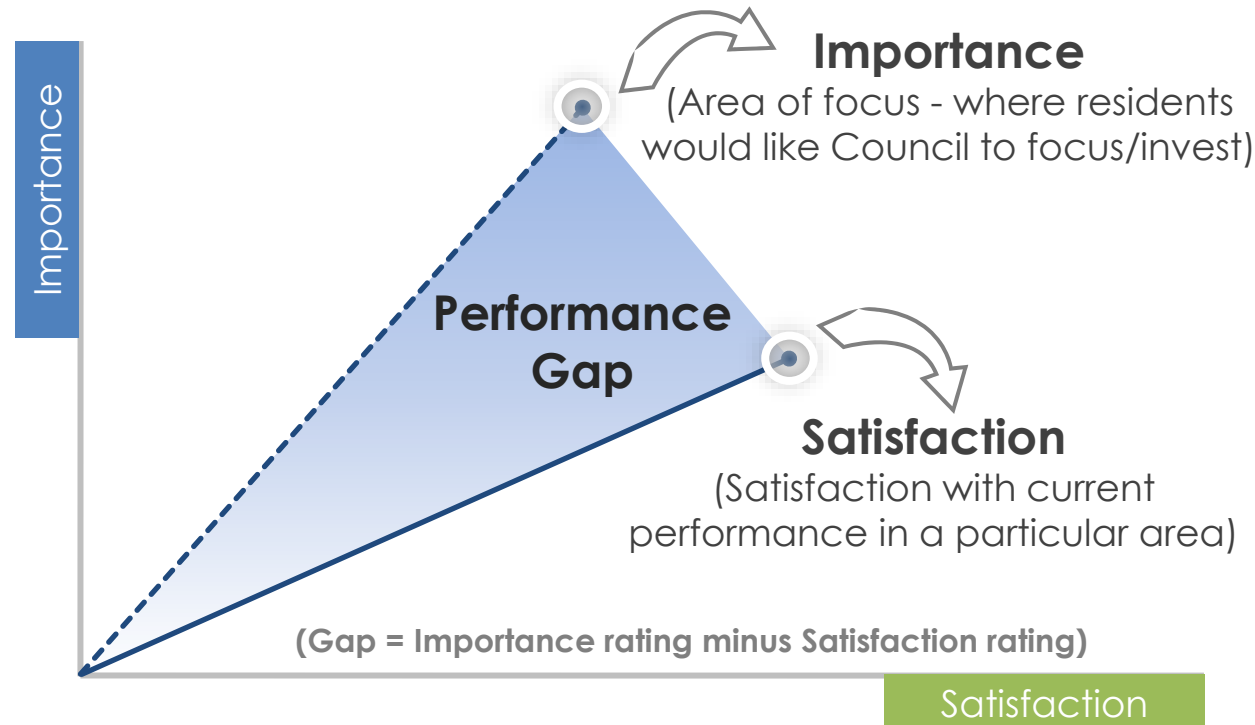 Importance
Importance
(Area of focus - where residents
would like Council to focus/invest)
Performance
Gap
Satisfaction
(Satisfaction with current
performance in a particular area)
(Gap = Importance rating minus Satisfaction rating)
Satisfaction